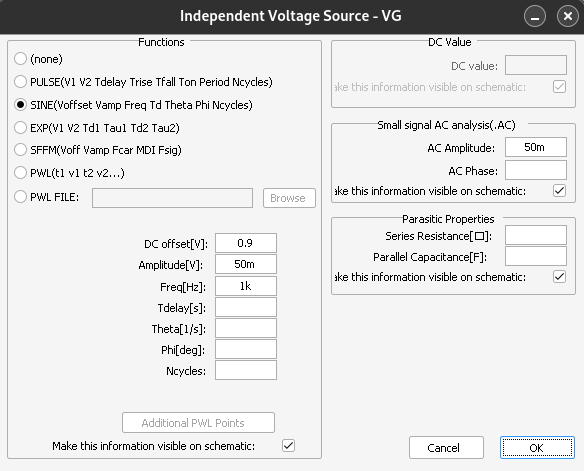 Independent Voltage Source - VG
Functions
(none)
PULSE(V1 V2 Tdelay Trise Tfall Ton Period Ncycles)
SINE(Voffset Vamp Freq Td Theta Phi Ncycles)
EXP(V1 V2 Td1 Tau1 Td2 Tau2)
SFFM(Voff Vamp Fcar MDI Fsig)
PWL(t1 v1 t2 v2...)
PWL FILE:
Browse
DC offset[V]: 0.9
Amplitude[V]: 50m
Freq[Hz]: 1k
Tdelay[s]:
Theta[1/s]:
Phi[deg]:
Ncycles:
Additional PWL Points
Make this information visible on schematic:
DC Value
DC value:
ake this information visible on schematic:
Small signal AC analysis(.AC)
AC Amplitude: 50m
AC Phase:
ake this information visible on schematic:
Parasitic Properties
Series Resistance[□]:
Parallel Capacitance[F]:
ake this information visible on schematic:
Cancel
OK